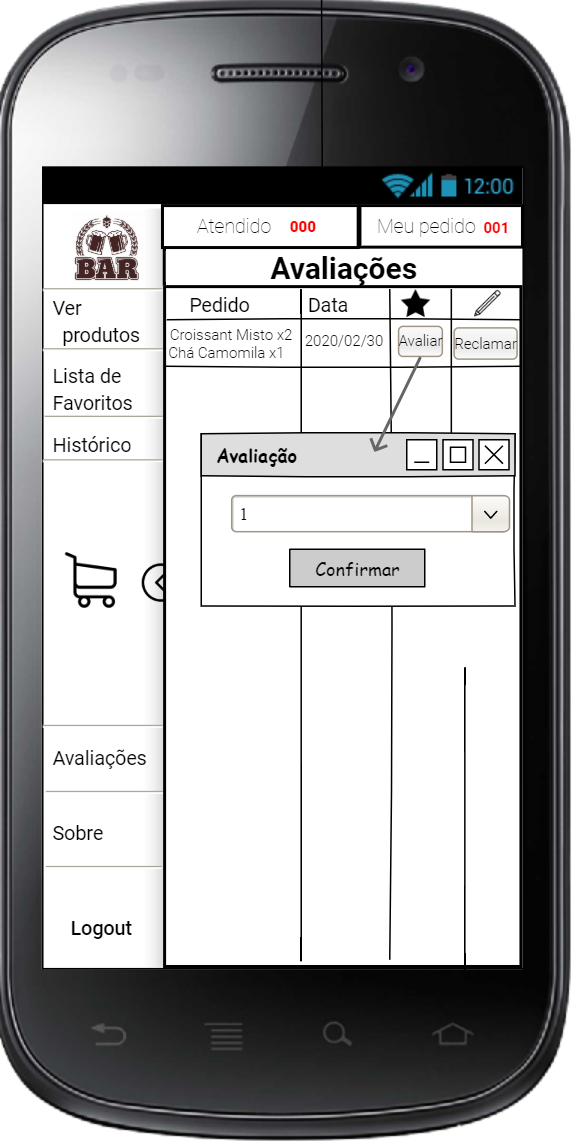 12:00
BAR
Atendido 000
Meu pedido 001
Avaliações
Pedido Data
Croissant Misto x2
Chá Camomila x1
2020/02/30
Avaliar
Reclamar
Ver
produtos
Lista de
Favoritos
Histórico
Avaliação
1
Confirmar
Avaliações
Sobre
Logout